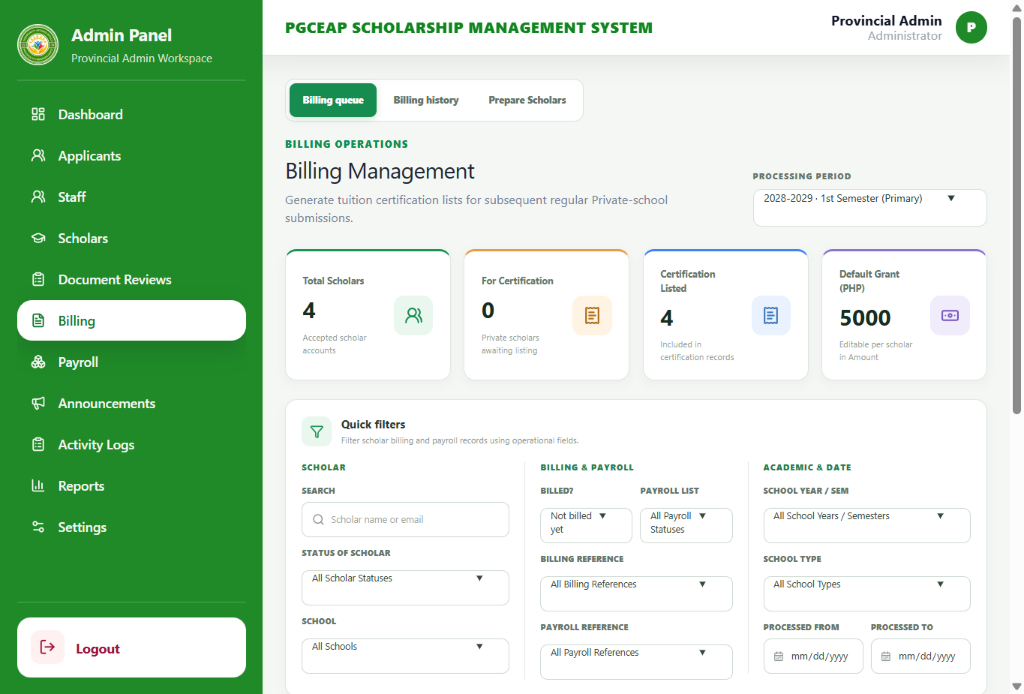 Admin Panel
Provincial Admin Workspace
Dashboard
Applicants
Staff
Scholars
Document Reviews
Billing
Payroll
Announcements
Activity Logs
Reports
Settings
Logout
PGCEAP SCHOLARSHIP MANAGEMENT SYSTEM
Provincial Admin
Administrator
P
Billing queue
Billing history
Prepare Scholars
BILLING OPERATIONS
Billing Management
Generate tuition certification lists for subsequent regular Private-school
submissions.
PROCESSING PERIOD
2028-2029 · 1st Semester (Primary)
Total Scholars
4
Accepted scholar
accounts
For Certification
0
Private scholars
awaiting listing
Certification
Listed
4
Included in
certification records
Default Grant
(PHP)
5000
Editable per scholar
in Amount
Quick filters
Filter scholar billing and payroll records using operational fields.
SCHOLAR
SEARCH
Scholar name or email
STATUS OF SCHOLAR
All Scholar Statuses
SCHOOL
All Schools
BILLING & PAYROLL
BILLED?
Not billed
yet
PAYROLL LIST
All Payroll
Statuses
BILLING REFERENCE
All Billing References
PAYROLL REFERENCE
All Payroll References
ACADEMIC & DATE
SCHOOL YEAR / SEM
All School Years / Semesters
SCHOOL TYPE
All School Types
PROCESSED FROM
mm/dd/yyyy
PROCESSED TO
mm/dd/yyyy